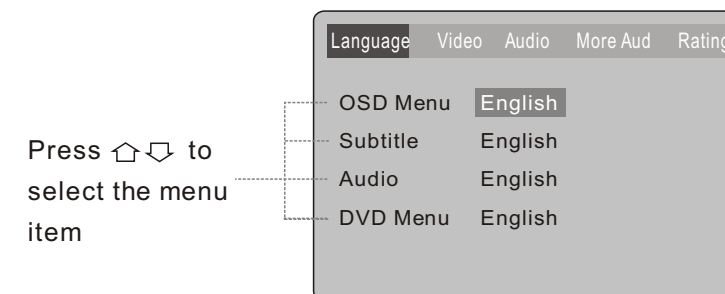 Language Video Audio More Aud Rating
OSD Menu English
Subtitle English
Audio English
DVD Menu English
Press ⇧⇩ to
select the menu
item